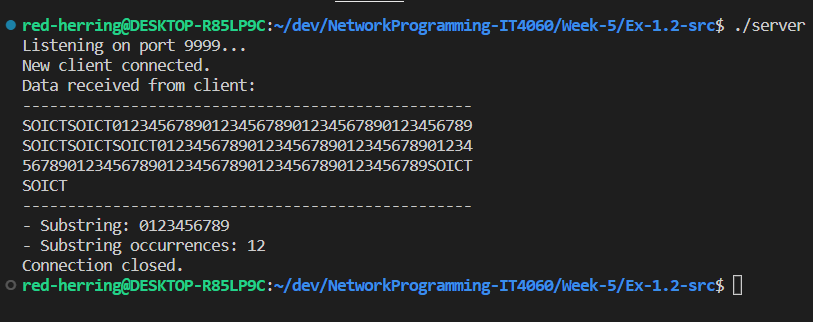 red-herring@DESKTOP-R85LP9C:~/dev/NetworkProgramming-IT4060/Week-5/Ex-1.2-src$ ./server
Listening on port 9999...
New client connected.
Data received from client:
--------------------------------------------------
SOICTSOICT0123456789012345678901234567890123456789
SOICTSOICTSOICT01234567890123456789012345678901234
567890123456789012345678901234567890123456789SOICT
SOICT
--------------------------------------------------
- Substring: 0123456789
- Substring occurrences: 12
Connection closed.
red-herring@DESKTOP-R85LP9C:~/dev/NetworkProgramming-IT4060/Week-5/Ex-1.2-src$